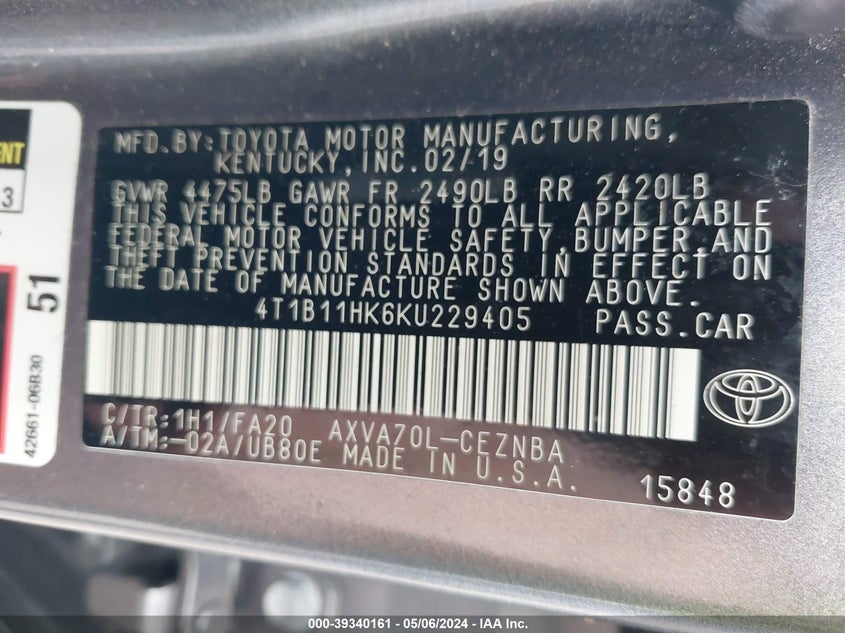 MFD.BY:TOYOTA MOTOR MANUFACTURING,
KENTUCKY,INC.02/19
GVWR 4475LB GAWR FR 2490LB RR 2420LB
THIS VEHICLE CONFORMS TO ALL APPLICABLE
FEDERAL MOTOR VEHICLE SAFETY,BUMPER,AND
THEFT PREVENTION STANDARDS IN EFFECT ON
THE DATE OF MANUFACTURE SHOWN ABOVE.
4T1B11HK6KU229405 PASS.CAR
C/TR:1H1/FA20 AXVA70L-CEZNBA
A/TM:-02A/UB80E MADE IN U.S.A.
15848
3
51
42661-06B30
000-39340161 - 05/06/2024 - IAA Inc.